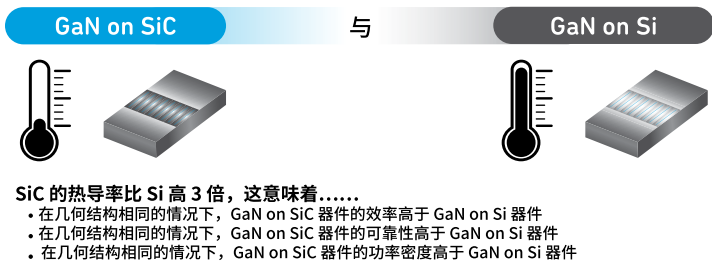 GaN on SiC 与 GaN on Si
SiC 的热导率比 Si 高 3 倍，这意味着……
• 在几何结构相同的情况下，GaN on SiC 器件的效率高于 GaN on Si 器件
• 在几何结构相同的情况下，GaN on SiC 器件的可靠性高于 GaN on Si 器件
• 在几何结构相同的情况下，GaN on SiC 器件的功率密度高于 GaN on Si 器件